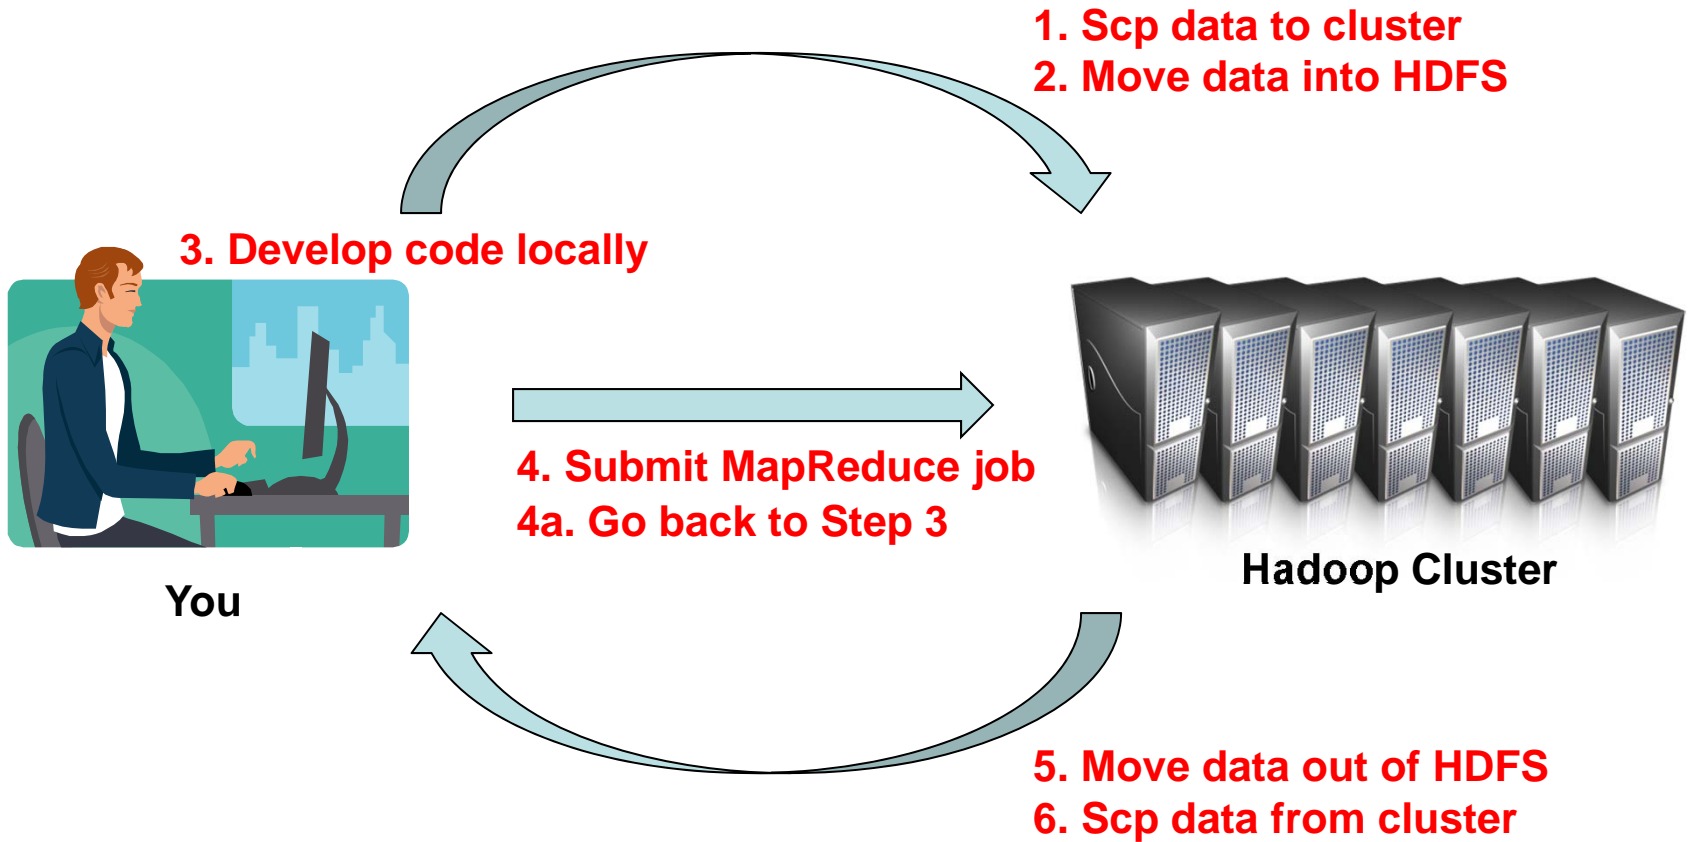 1. Scp data to cluster
2. Move data into HDFS
3. Develop code locally
4. Submit MapReduce job
4a. Go back to Step 3
Hadoop Cluster
You
5. Move data out of HDFS
6. Scp data from cluster